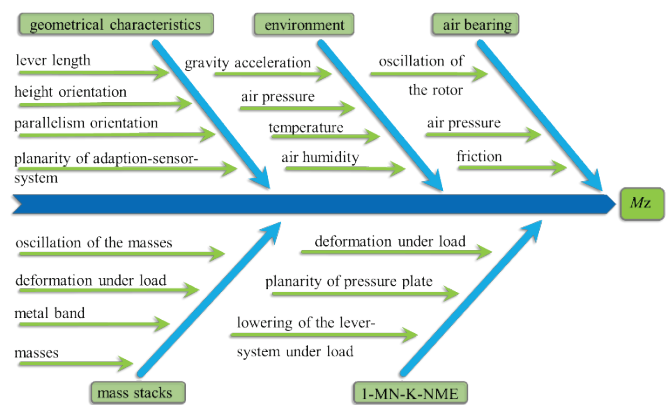 geometrical characteristics
environment
air bearing
lever length
height orientation
parallelism orientation
planarity of adaption-sensor-
system
gravity acceleration
air pressure
temperature
air humidity
oscillation of
the rotor
air pressure
friction
Mz
oscillation of the masses
deformation under load
metal band
masses
deformation under load
planarity of pressure plate
lowering of the lever-
system under load
mass stacks
1-MN-K-NME